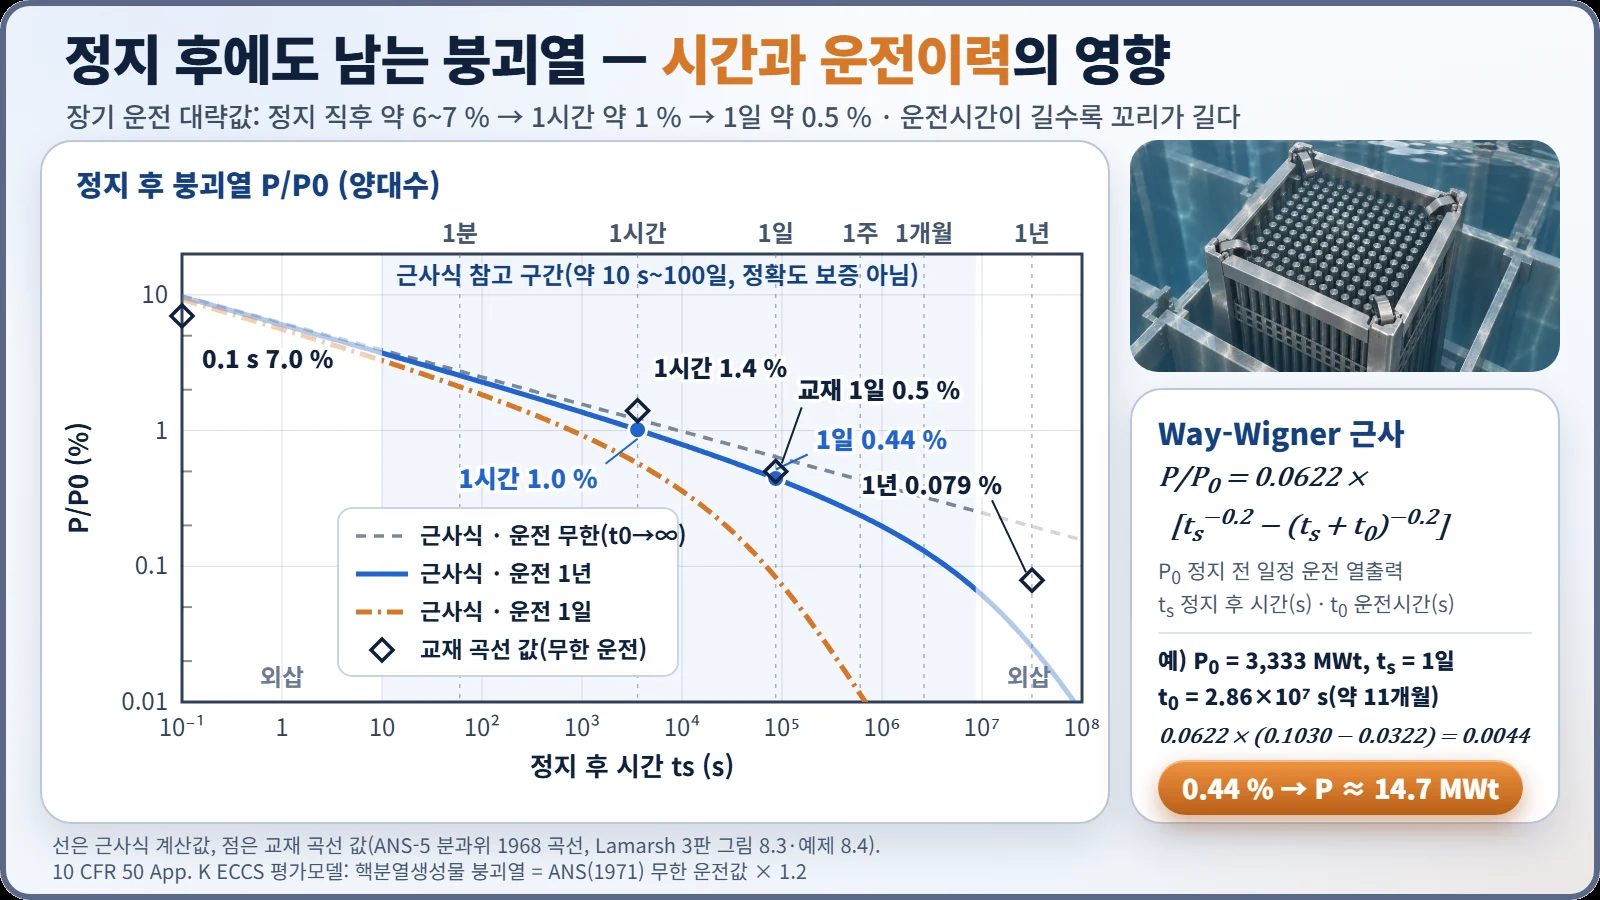 정지 후에도 남는 붕괴열 — 시간과 운전이력의 영향
장기 운전 대략값: 정지 직후 약 6~7 % → 1시간 약 1 % → 1일 약 0.5 % · 운전시간이 길수록 꼬리가 길다
정지 후 붕괴열 P/P0 (양대수)
1분 1시간 1일 1주 1개월 1년
근사식 참고 구간(약 10 s~100일, 정확도 보증 아님)
10
1
0.1
0.01
P/P0 (%)
0.1 s 7.0 %
1시간 1.4 %
교재 1일 0.5 %
1일 0.44 %
1시간 1.0 %
1년 0.079 %
근사식 · 운전 무한(t0→∞)
근사식 · 운전 1년
근사식 · 운전 1일
교재 곡선 값(무한 운전)
외삽
외삽
10⁻¹ 1 10 10² 10³ 10⁴ 10⁵ 10⁶ 10⁷ 10⁸
정지 후 시간 ts (s)
Way-Wigner 근사
P/P₀ = 0.0622 ×
[tₛ⁻⁰·² − (tₛ + t₀)⁻⁰·²]
P₀ 정지 전 일정 운전 열출력
tₛ 정지 후 시간(s) · t₀ 운전시간(s)
예) P₀ = 3,333 MWt, tₛ = 1일
t₀ = 2.86×10⁷ s(약 11개월)
0.0622 × (0.1030 − 0.0322) = 0.0044
0.44 % → P ≈ 14.7 MWt
선은 근사식 계산값, 점은 교재 곡선 값(ANS-5 분과위 1968 곡선, Lamarsh 3판 그림 8.3·예제 8.4).
10 CFR 50 App. K ECCS 평가모델: 핵분열생성물 붕괴열 = ANS(1971) 무한 운전값 × 1.2